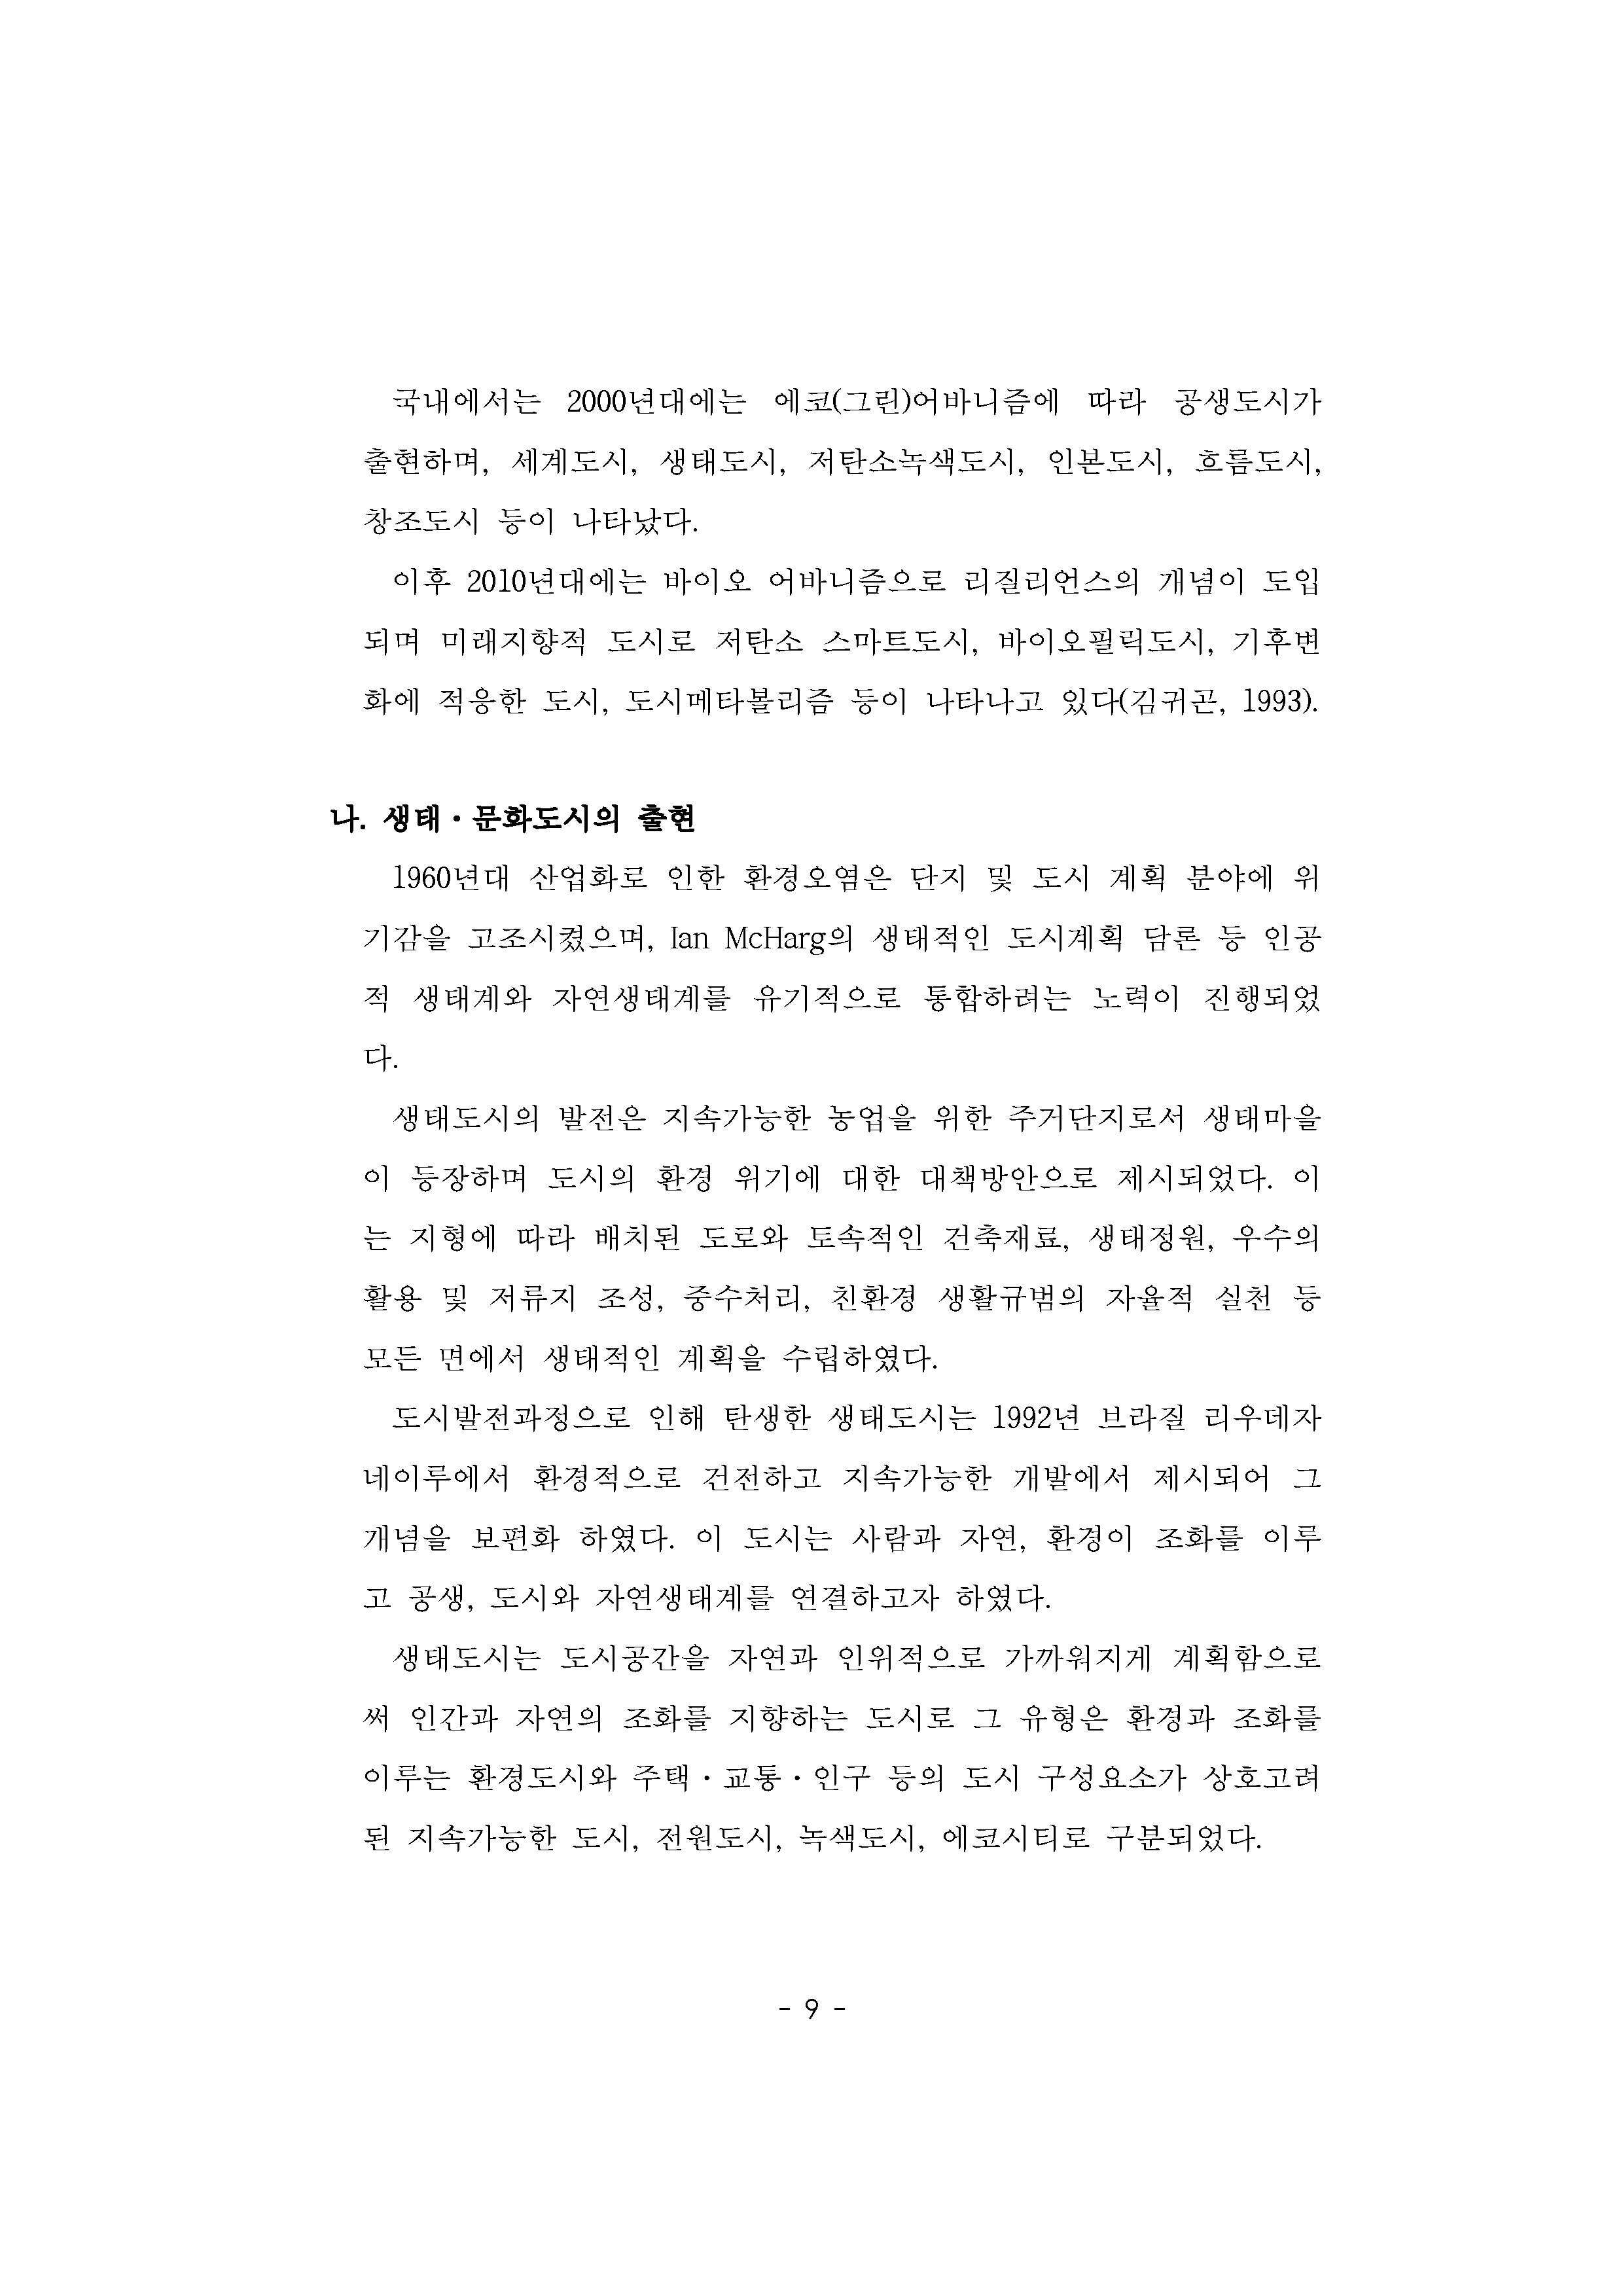 국내에서는 2000년대에는 에코(그린)어바니즘에 따라 공생도시가
출현하며, 세계도시, 생태도시, 저탄소녹색도시, 인본도시, 흐름도시,
창조도시 등이 나타났다.
이후 2010년대에는 바이오 어바니즘으로 리질리언스의 개념이 도입
되며 미래지향적 도시로 저탄소 스마트도시, 바이오필릭도시, 기후변
화에 적응한 도시, 도시메타볼리즘 등이 나타나고 있다(김귀곤, 1993).
나. 생태·문화도시의 출현
1960년대 산업화로 인한 환경오염은 단지 및 도시 계획 분야에 위
기감을 고조시켰으며, Ian McHarg의 생태적인 도시계획 담론 등 인공
적 생태계와 자연생태계를 유기적으로 통합하려는 노력이 진행되었
다.
생태도시의 발전은 지속가능한 농업을 위한 주거단지로서 생태마을
이 등장하며 도시의 환경 위기에 대한 대책방안으로 제시되었다. 이
는 지형에 따라 배치된 도로와 토속적인 건축재료, 생태정원, 우수의
활용 및 저류지 조성, 중수처리, 친환경 생활규범의 자율적 실천 등
모든 면에서 생태적인 계획을 수립하였다.
도시발전과정으로 인해 탄생한 생태도시는 1992년 브라질 리우데자
네이루에서 환경적으로 건전하고 지속가능한 개발에서 제시되어 그
개념을 보편화 하였다. 이 도시는 사람과 자연, 환경이 조화를 이루
고 공생, 도시와 자연생태계를 연결하고자 하였다.
생태도시는 도시공간을 자연과 인위적으로 가까워지게 계획함으로
써 인간과 자연의 조화를 지향하는 도시로 그 유형은 환경과 조화를
이루는 환경도시와 주택·교통·인구 등의 도시 구성요소가 상호고려
된 지속가능한 도시, 전원도시, 녹색도시, 에코시티로 구분되었다.
- 9 -